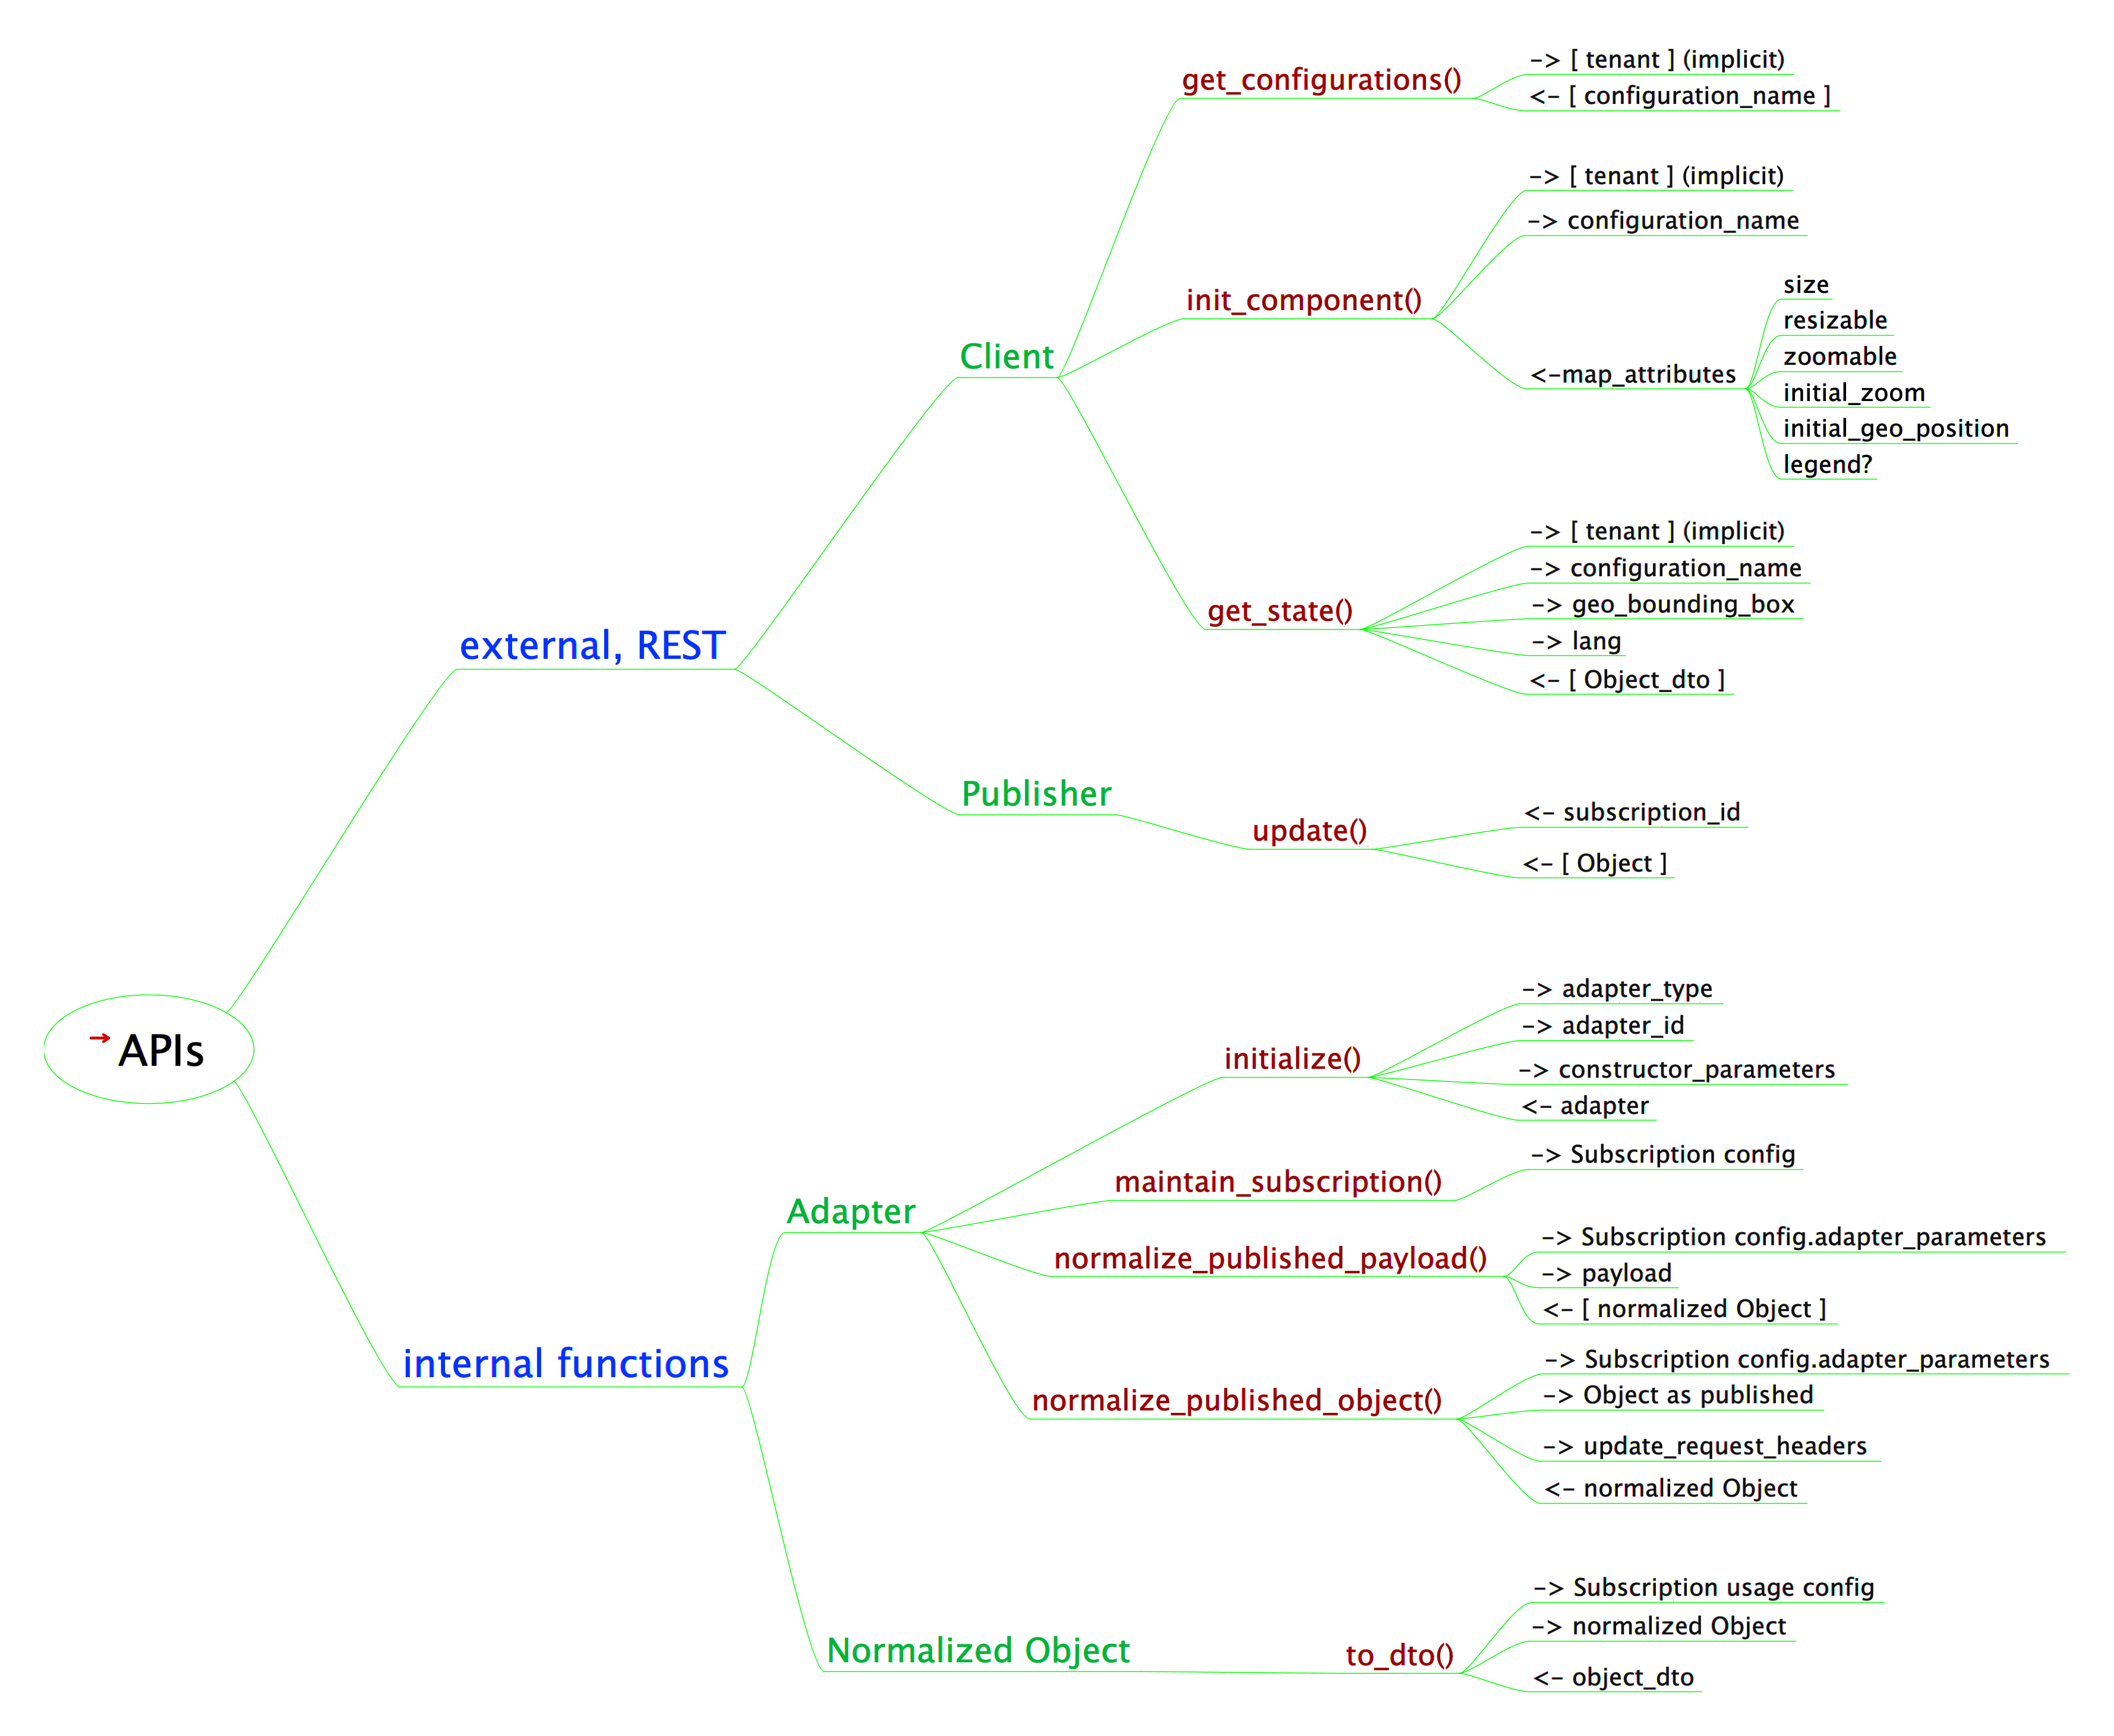 APIs
external, REST
Client
get_configurations()
-> [ tenant ] (implicit)
<- [ configuration_name ]
init_component()
-> [ tenant ] (implicit)
-> configuration_name
<-map_attributes
size
resizable
zoomable
initial_zoom
initial_geo_position
legend?
get_state()
-> [ tenant ] (implicit)
-> configuration_name
-> geo_bounding_box
-> lang
<- [ Object_dto ]
Publisher
update()
<- subscription_id
<- [ Object ]
internal functions
Adapter
initialize()
-> adapter_type
-> adapter_id
-> constructor_parameters
<- adapter
maintain_subscription()
-> Subscription config
normalize_published_payload()
-> Subscription config.adapter_parameters
-> payload
<- [ normalized Object ]
normalize_published_object()
-> Subscription config.adapter_parameters
-> Object as published
-> update_request_headers
<- normalized Object
Normalized Object
to_dto()
-> Subscription usage config
-> normalized Object
<- object_dto